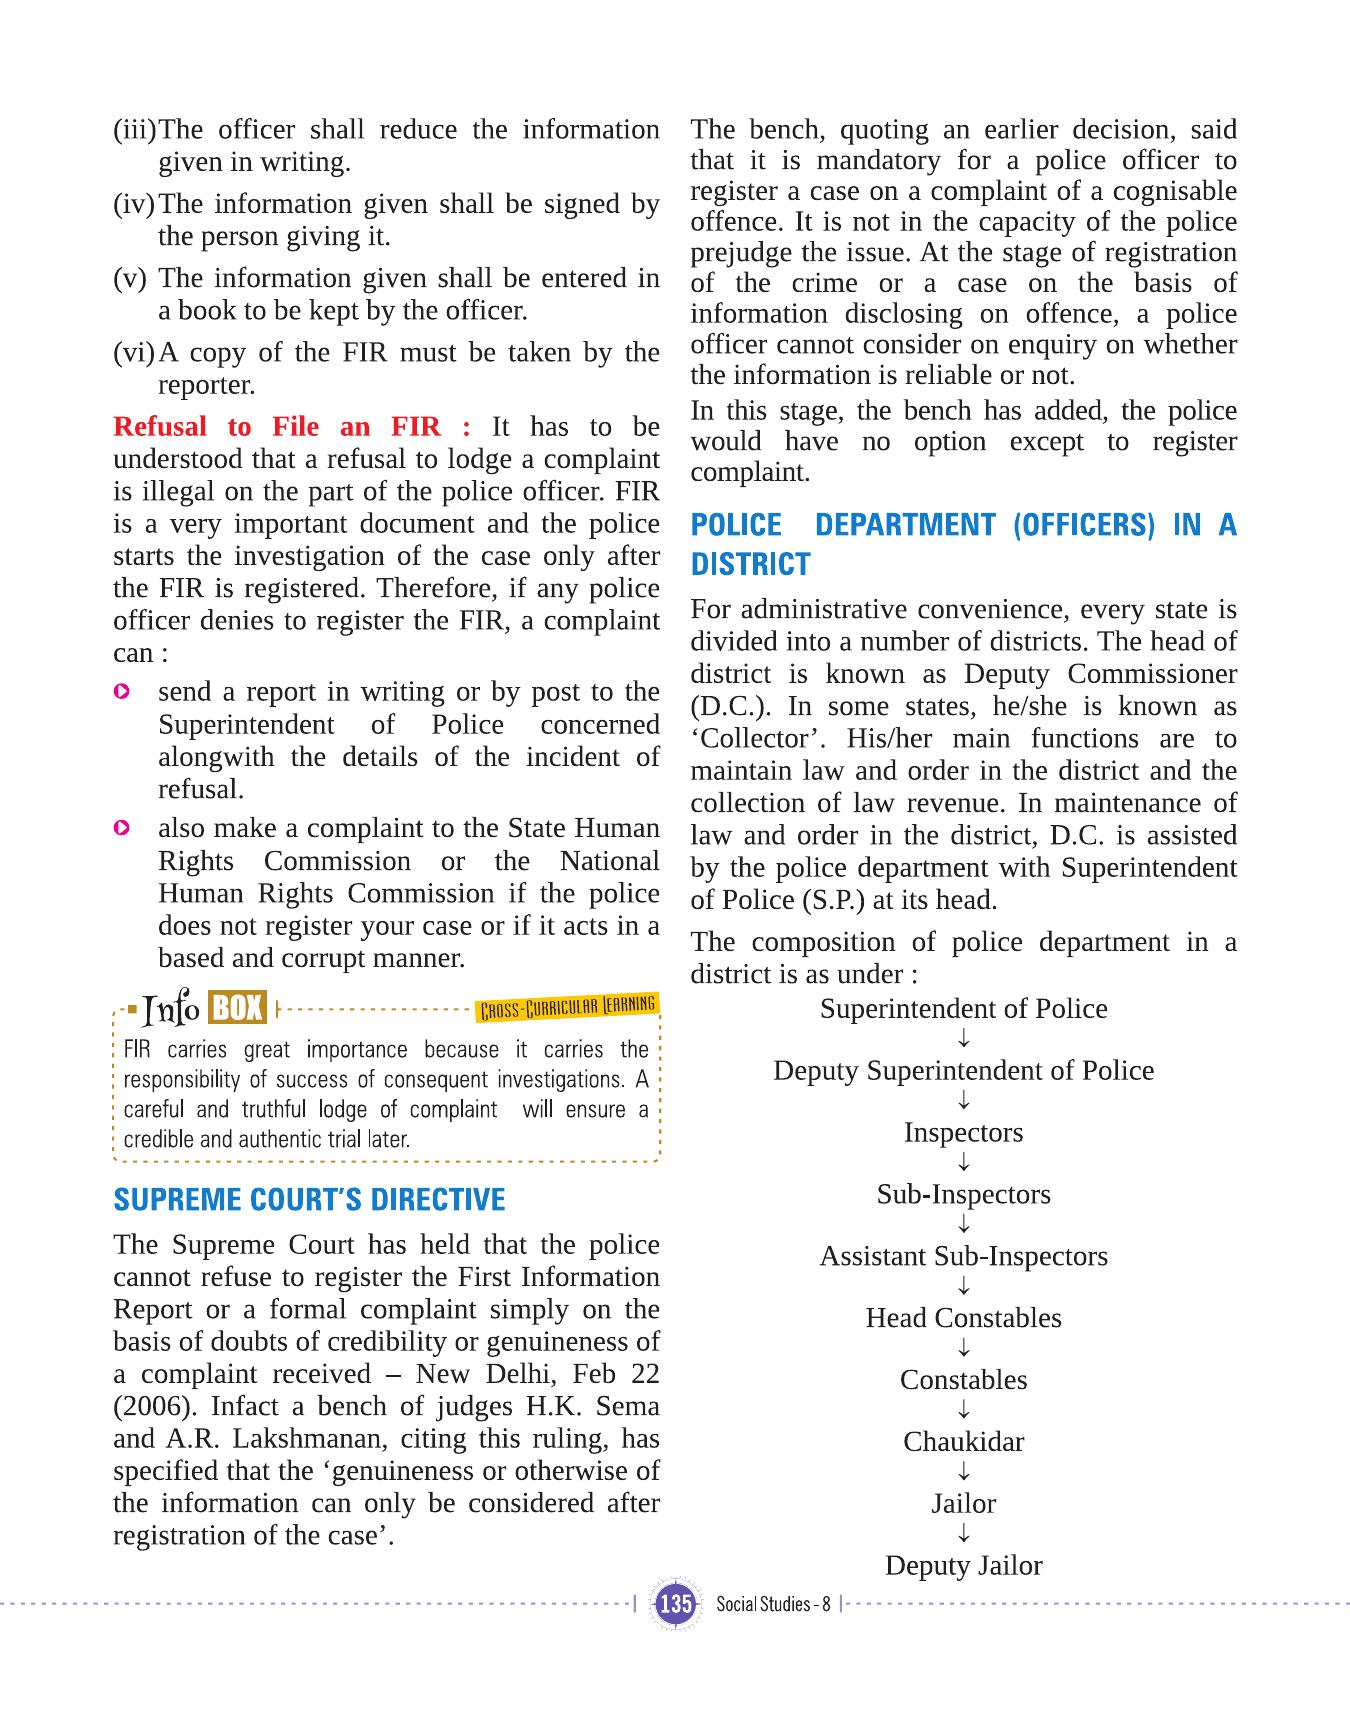 (iii)The officer shall reduce the information
given in writing.
(iv)The information given shall be signed by
the person giving it.
(v) The information given shall be entered in
a book to be kept by the officer.
(vi)A copy of the FIR must be taken by the
reporter.
Refusal to File an FIR : It has to be
understood that a refusal to lodge a complaint
is illegal on the part of the police officer. FIR
is a very important document and the police
starts the investigation of the case only after
the FIR is registered. Therefore, if any police
officer denies to register the FIR, a complaint
can :
send a report in writing or by post to the
Superintendent of Police concerned
alongwith the details of the incident of
refusal.
also make a complaint to the State Human
Rights Commission or the National
Human Rights Commission if the police
does not register your case or if it acts in a
based and corrupt manner.
Info BOX
CROSS-CURRICULAR LEARNING
FIR carries great importance because it carries the
responsibility of success of consequent investigations. A
careful and truthful lodge of complaint will ensure a
credible and authentic trial later.
SUPREME COURT'S DIRECTIVE
The Supreme Court has held that the police
cannot refuse to register the First Information
Report or a formal complaint simply on the
basis of doubts of credibility or genuineness of
a complaint received – New Delhi, Feb 22
(2006). Infact a bench of judges H.K. Sema
and A.R. Lakshmanan, citing this ruling, has
specified that the ‘genuineness or otherwise of
the information can only be considered after
registration of the case’.
The bench, quoting an earlier decision, said
that it is mandatory for a police officer to
register a case on a complaint of a cognisable
offence. It is not in the capacity of the police
prejudge the issue. At the stage of registration
of the crime or a case on the basis of
information disclosing on offence, a police
officer cannot consider on enquiry on whether
the information is reliable or not.
In this stage, the bench has added, the police
would have no option except to register
complaint.
POLICE DEPARTMENT (OFFICERS) IN A
DISTRICT
For administrative convenience, every state is
divided into a number of districts. The head of
district is known as Deputy Commissioner
(D.C.). In some states, he/she is known as
‘Collector’. His/her main functions are to
maintain law and order in the district and the
collection of law revenue. In maintenance of
law and order in the district, D.C. is assisted
by the police department with Superintendent
of Police (S.P.) at its head.
The composition of police department in a
district is as under :
Superintendent of Police
↓
Deputy Superintendent of Police
↓
Inspectors
↓
Sub-Inspectors
↓
Assistant Sub-Inspectors
↓
Head Constables
↓
Constables
↓
Chaukidar
↓
Jailor
↓
Deputy Jailor
135 Social Studies - 8